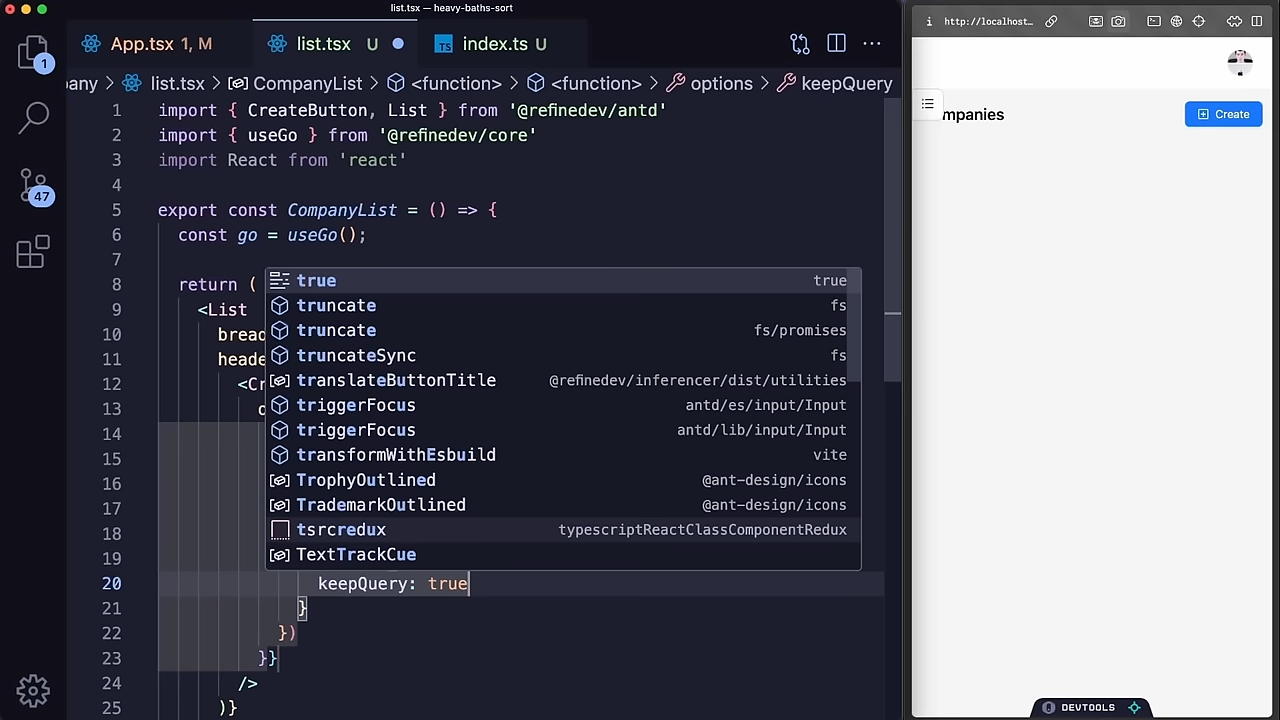 list.tsx — heavy-baths-sort
App.tsx 1, M
list.tsx U
TS index.ts U
any > list.tsx > CompanyList > <function> > <function> > options > keepQuery
1
47
1 import { CreateButton, List } from '@refinedev/antd'
2 import { useGo } from '@refinedev/core'
3 import React from 'react'
4
5 export const CompanyList = () => {
6 const go = useGo();
7
8 return (
9 <List
10 bread
11 heade
12 <Cr
13 o
14
15
16
17
18
19
20 keepQuery: true
21 }
22 })
23 }}
24 />
25 )}
true true
truncate fs
truncate fs/promises
truncateSync fs
translateButtonTitle @refinedev/inferencer/dist/utilities
triggerFocus antd/es/input/Input
triggerFocus antd/lib/input/Input
transformWithEsbuild vite
TrophyOutlined @ant-design/icons
TrademarkOutlined @ant-design/icons
tsrcredux typescriptReactClassComponentRedux
TextTrackCue
http://localhost…
mpanies
Create
DEVTOOLS